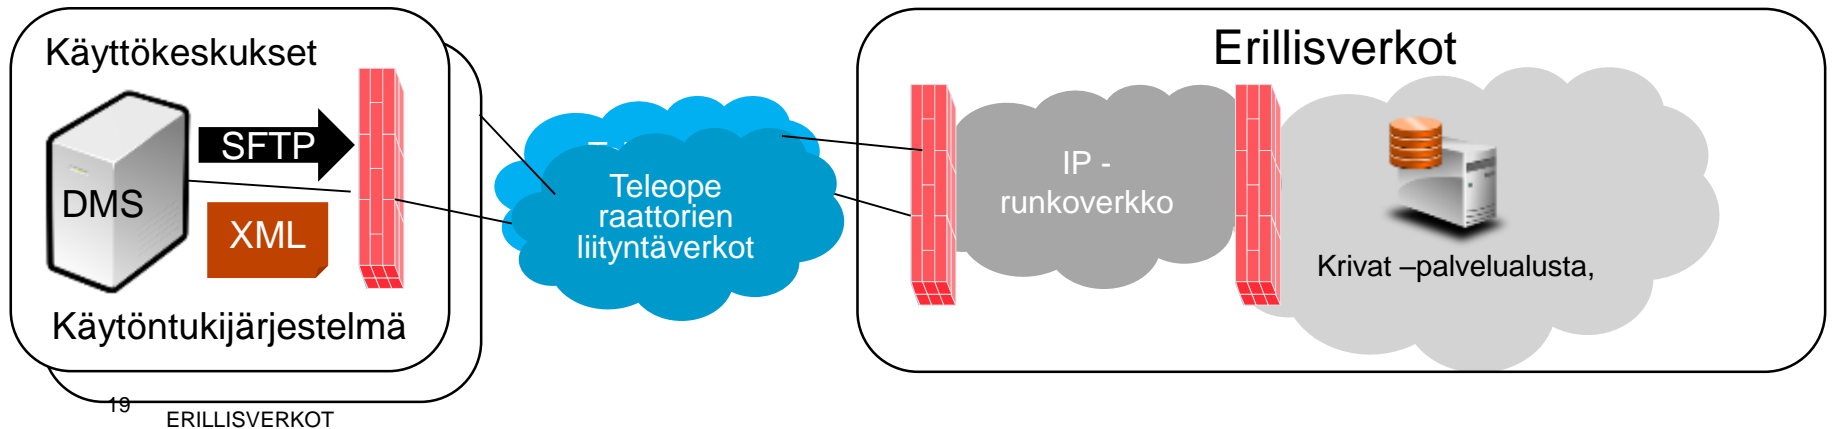 Käyttökeskukset
SFTP
DMS
XML
Käytöntukijärjestelmä
Teleope
raattorien
liityntäverkot
Erillisverkot
IP -
runkoverkko
Krivat –palvelualusta,
19
ERILLISVERKOT